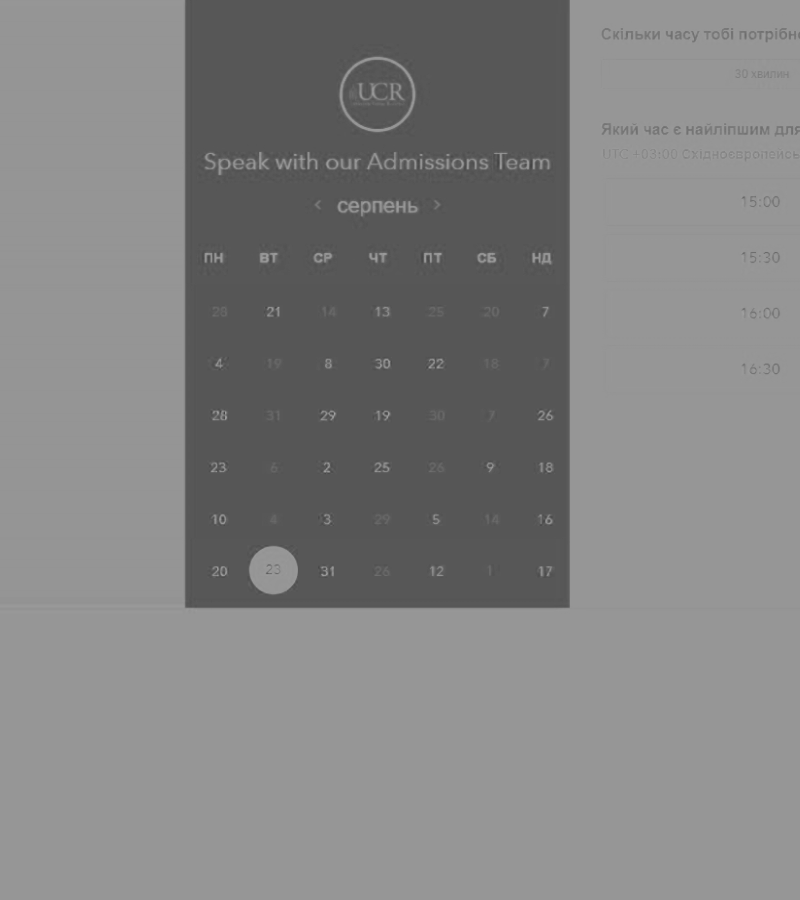 UCR
Speak with our Admissions Team
< серпень >
ПН ВТ СР ЧТ ПТ СБ НД
28 21 14 13 25 20 7
4 19 8 30 22 18 7
28 31 29 19 30 7 26
23 6 2 25 26 9 18
10 4 3 29 5 14 16
20 23 31 26 12 1 17
Скільки часу тобі потрібн
30 хвилин
Який час є найліпшим для
UTC +03:00 Східноєвропейсь
15:00
15:30
16:00
16:30